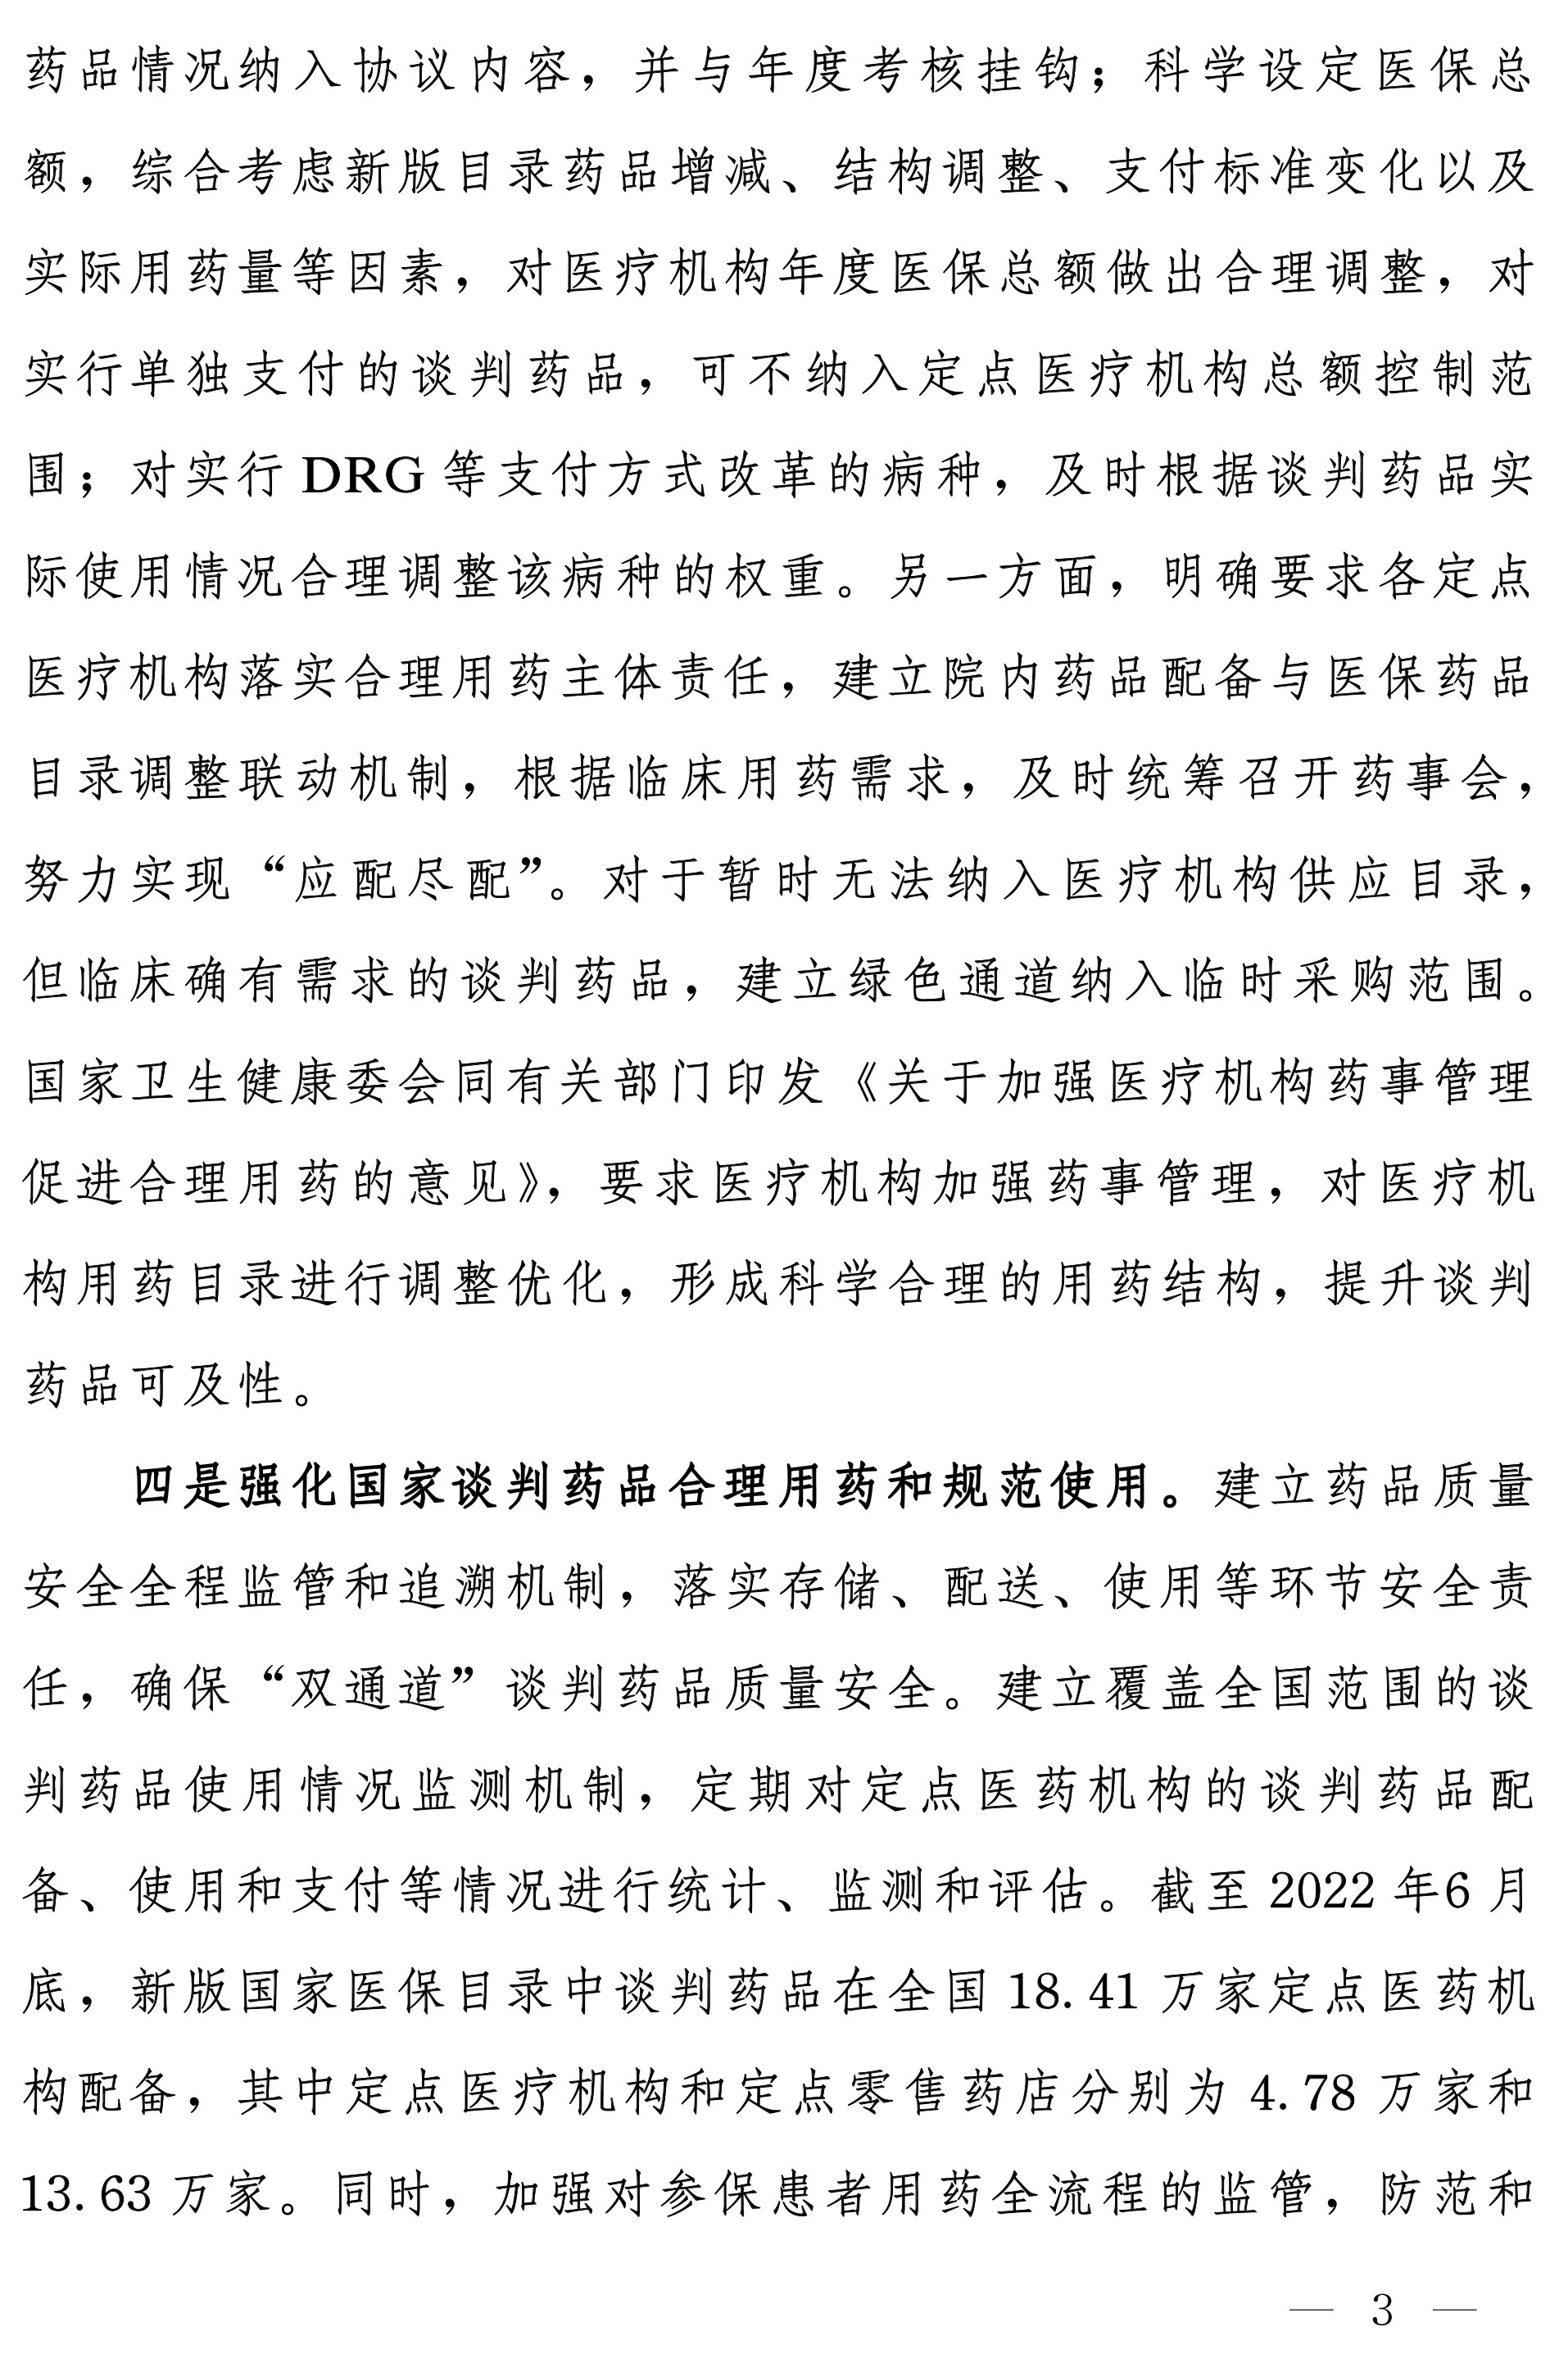 药品情况纳入协议内容，并与年度考核挂钩；科学设定医保总
额，综合考虑新版目录药品增减、结构调整、支付标准变化以及
实际用药量等因素，对医疗机构年度医保总额做出合理调整，对
实行单独支付的谈判药品，可不纳入定点医疗机构总额控制范
围；对实行 DRG 等支付方式改革的病种，及时根据谈判药品实
际使用情况合理调整该病种的权重。另一方面，明确要求各定点
医疗机构落实合理用药主体责任，建立院内药品配备与医保药品
目录调整联动机制，根据临床用药需求，及时统筹召开药事会，
努力实现“应配尽配”。对于暂时无法纳入医疗机构供应目录，
但临床确有需求的谈判药品，建立绿色通道纳入临时采购范围。
国家卫生健康委会同有关部门印发《关于加强医疗机构药事管理
促进合理用药的意见》，要求医疗机构加强药事管理，对医疗机
构用药目录进行调整优化，形成科学合理的用药结构，提升谈判
药品可及性。
四是强化国家谈判药品合理用药和规范使用。建立药品质量
安全全程监管和追溯机制，落实存储、配送、使用等环节安全责
任，确保“双通道”谈判药品质量安全。建立覆盖全国范围的谈
判药品使用情况监测机制，定期对定点医药机构的谈判药品配
备、使用和支付等情况进行统计、监测和评估。截至 2022 年6 月
底，新版国家医保目录中谈判药品在全国 18.41 万家定点医药机
构配备，其中定点医疗机构和定点零售药店分别为 4.78 万家和
13.63 万家。同时，加强对参保患者用药全流程的监管，防范和
— 3 —